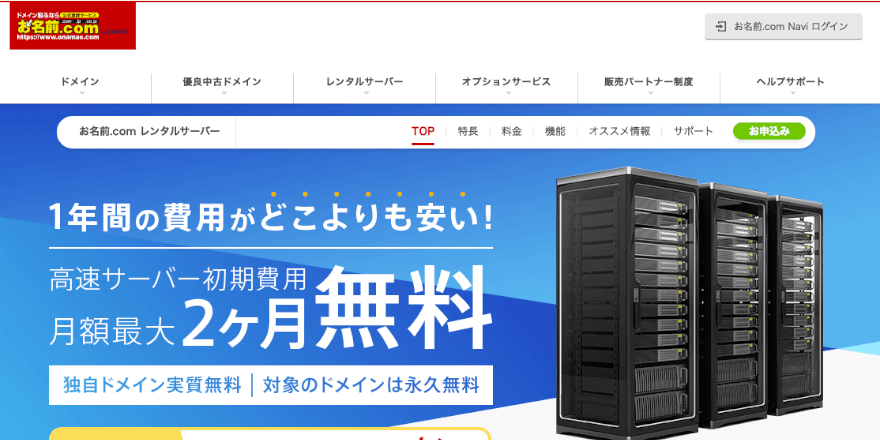 ドメイン取るなら 公式登録サービス
お名前.com
https://www.onamae.com
お名前.com Navi ログイン
ドメイン
優良中古ドメイン
レンタルサーバー
オプションサービス
販売パートナー制度
ヘルプサポート
お名前.com レンタルサーバー
TOP
特長
料金
機能
オススメ情報
サポート
お申込み
1年間の費用がどこよりも安い!
高速サーバー初期費用
月額最大2ヶ月無料
独自ドメイン実質無料
対象のドメインは永久無料